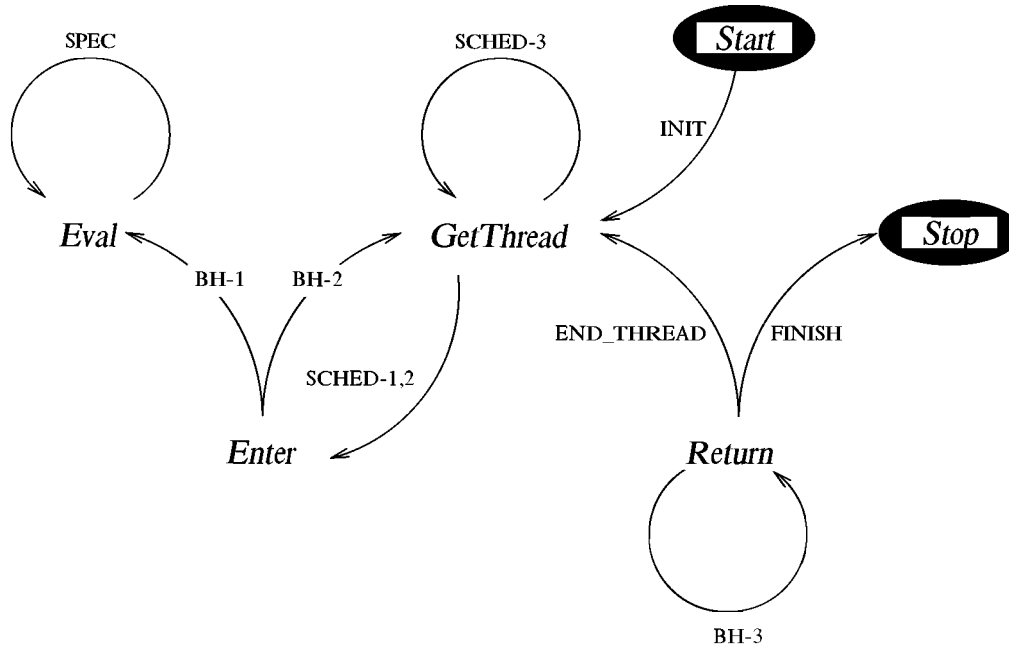 SPEC
SCHED-3
Start
INIT
Eval
GetThread
Stop
BH-1
BH-2
END_THREAD
FINISH
SCHED-1,2
Enter
Return
BH-3